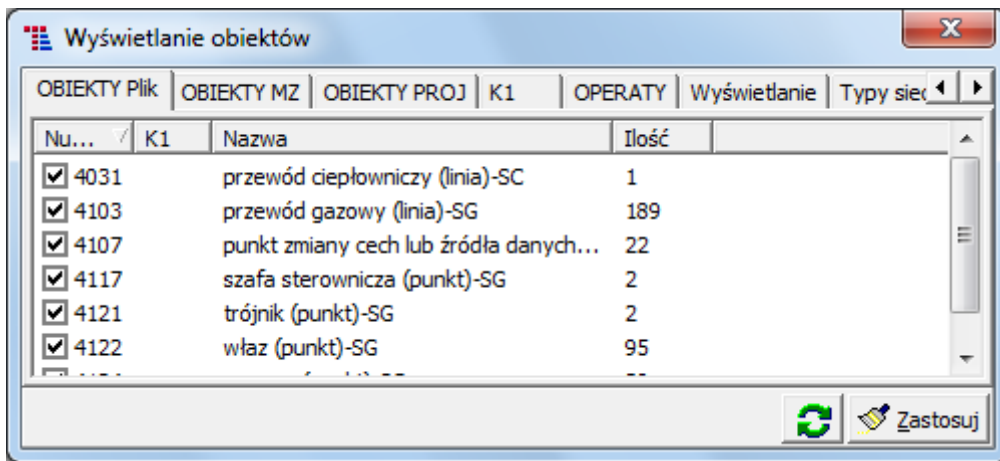 Wyświetlanie obiektów
OBIEKTY Plik OBIEKTY MZ OBIEKTY PROJ K1 OPERATY Wyświetlanie Typy siec
Nu... K1 Nazwa Ilość
4031 przewód ciepłowniczy (linia)-SC 1
4103 przewód gazowy (linia)-SG 189
4107 punkt zmiany cech lub źródła danych... 22
4117 szafa sterownicza (punkt)-SG 2
4121 trójnik (punkt)-SG 2
4122 właz (punkt)-SG 95
Zastosuj